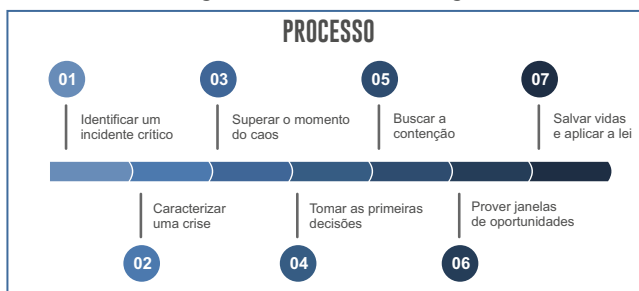 PROCESSO
01
Identificar um
incidente crítico
02
Caracterizar
uma crise
03
Superar o momento
do caos
04
Tomar as primeiras
decisões
05
Buscar a
contenção
06
Prover janelas
de oportunidades
07
Salvar vidas
e aplicar a lei